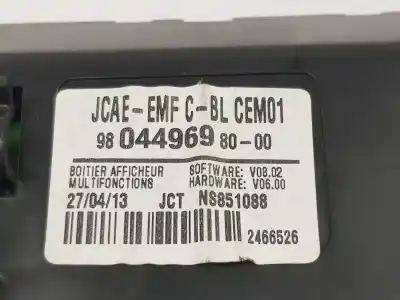 JCAE-EMF C-BL CEM01
98 044969 80-00
BOITIER AFFICHEUR SOFTWARE: V08.02
MULTIFONCTIONS HARDWARE: V06.00
27/04/13 JCT NS851088
2466526